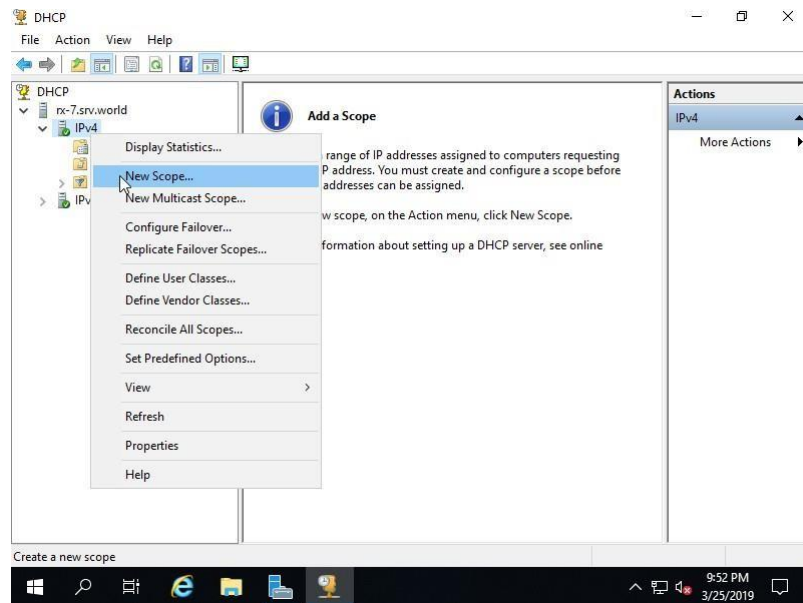 DHCP
File Action View Help
DHCP
rx-7.srv.world
IPv4
IPv
Display Statistics...
New Scope...
New Multicast Scope...
Configure Failover...
Replicate Failover Scopes...
Define User Classes...
Define Vendor Classes...
Reconcile All Scopes...
Set Predefined Options...
View
Refresh
Properties
Help
Add a Scope
range of IP addresses assigned to computers requesting
P address. You must create and configure a scope before
addresses can be assigned.
w scope, on the Action menu, click New Scope.
formation about setting up a DHCP server, see online
Actions
IPv4
More Actions
Create a new scope
9:52 PM
3/25/2019